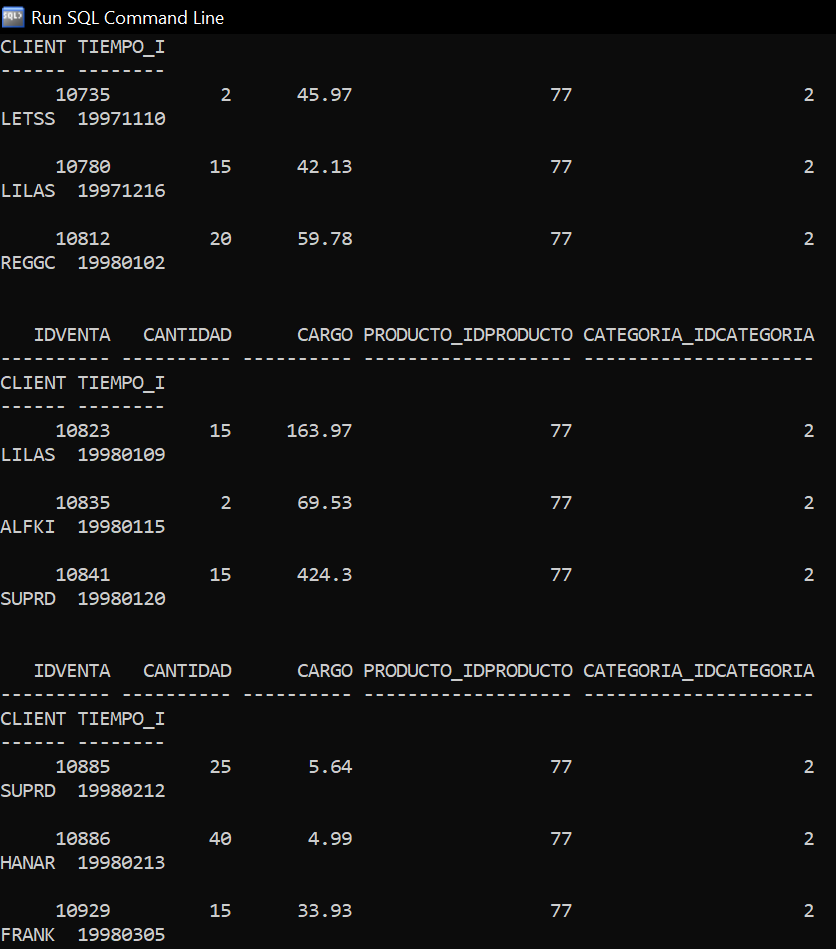 SQL> Run SQL Command Line
CLIENT TIEMPO_I
------ --------
     10735          2      45.97                   77                     2
LETSS  19971110

     10780         15      42.13                   77                     2
LILAS  19971216

     10812         20      59.78                   77                     2
REGGC  19980102

   IDVENTA   CANTIDAD      CARGO PRODUCTO_IDPRODUCTO CATEGORIA_IDCATEGORIA
---------- ---------- ---------- ------------------- ---------------------
CLIENT TIEMPO_I
------ --------
     10823         15     163.97                   77                     2
LILAS  19980109

     10835          2      69.53                   77                     2
ALFKI  19980115

     10841         15      424.3                   77                     2
SUPRD  19980120

   IDVENTA   CANTIDAD      CARGO PRODUCTO_IDPRODUCTO CATEGORIA_IDCATEGORIA
---------- ---------- ---------- ------------------- ---------------------
CLIENT TIEMPO_I
------ --------
     10885         25       5.64                   77                     2
SUPRD  19980212

     10886         40       4.99                   77                     2
HANAR  19980213

     10929         15      33.93                   77                     2
FRANK  19980305